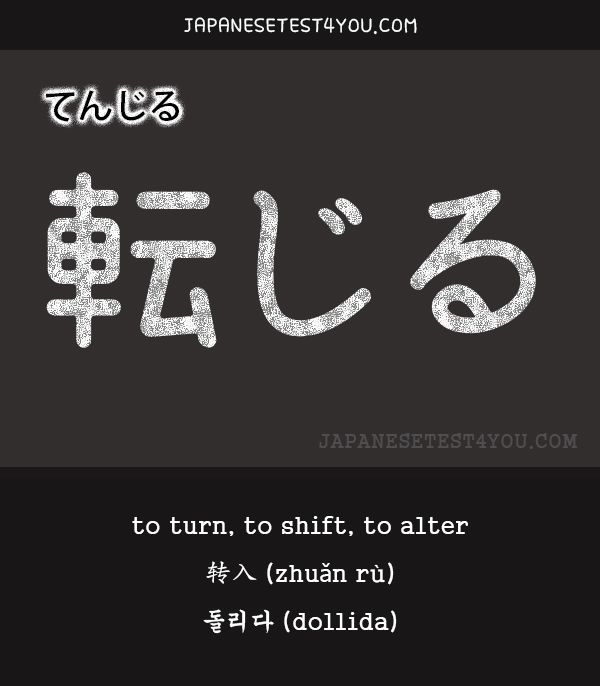 JAPANESETEST4YOU.COM
てんじる
転じる
JAPANESETEST4YOU.COM
to turn, to shift, to alter
转入 (zhuǎn rù)
돌리다 (dollida)